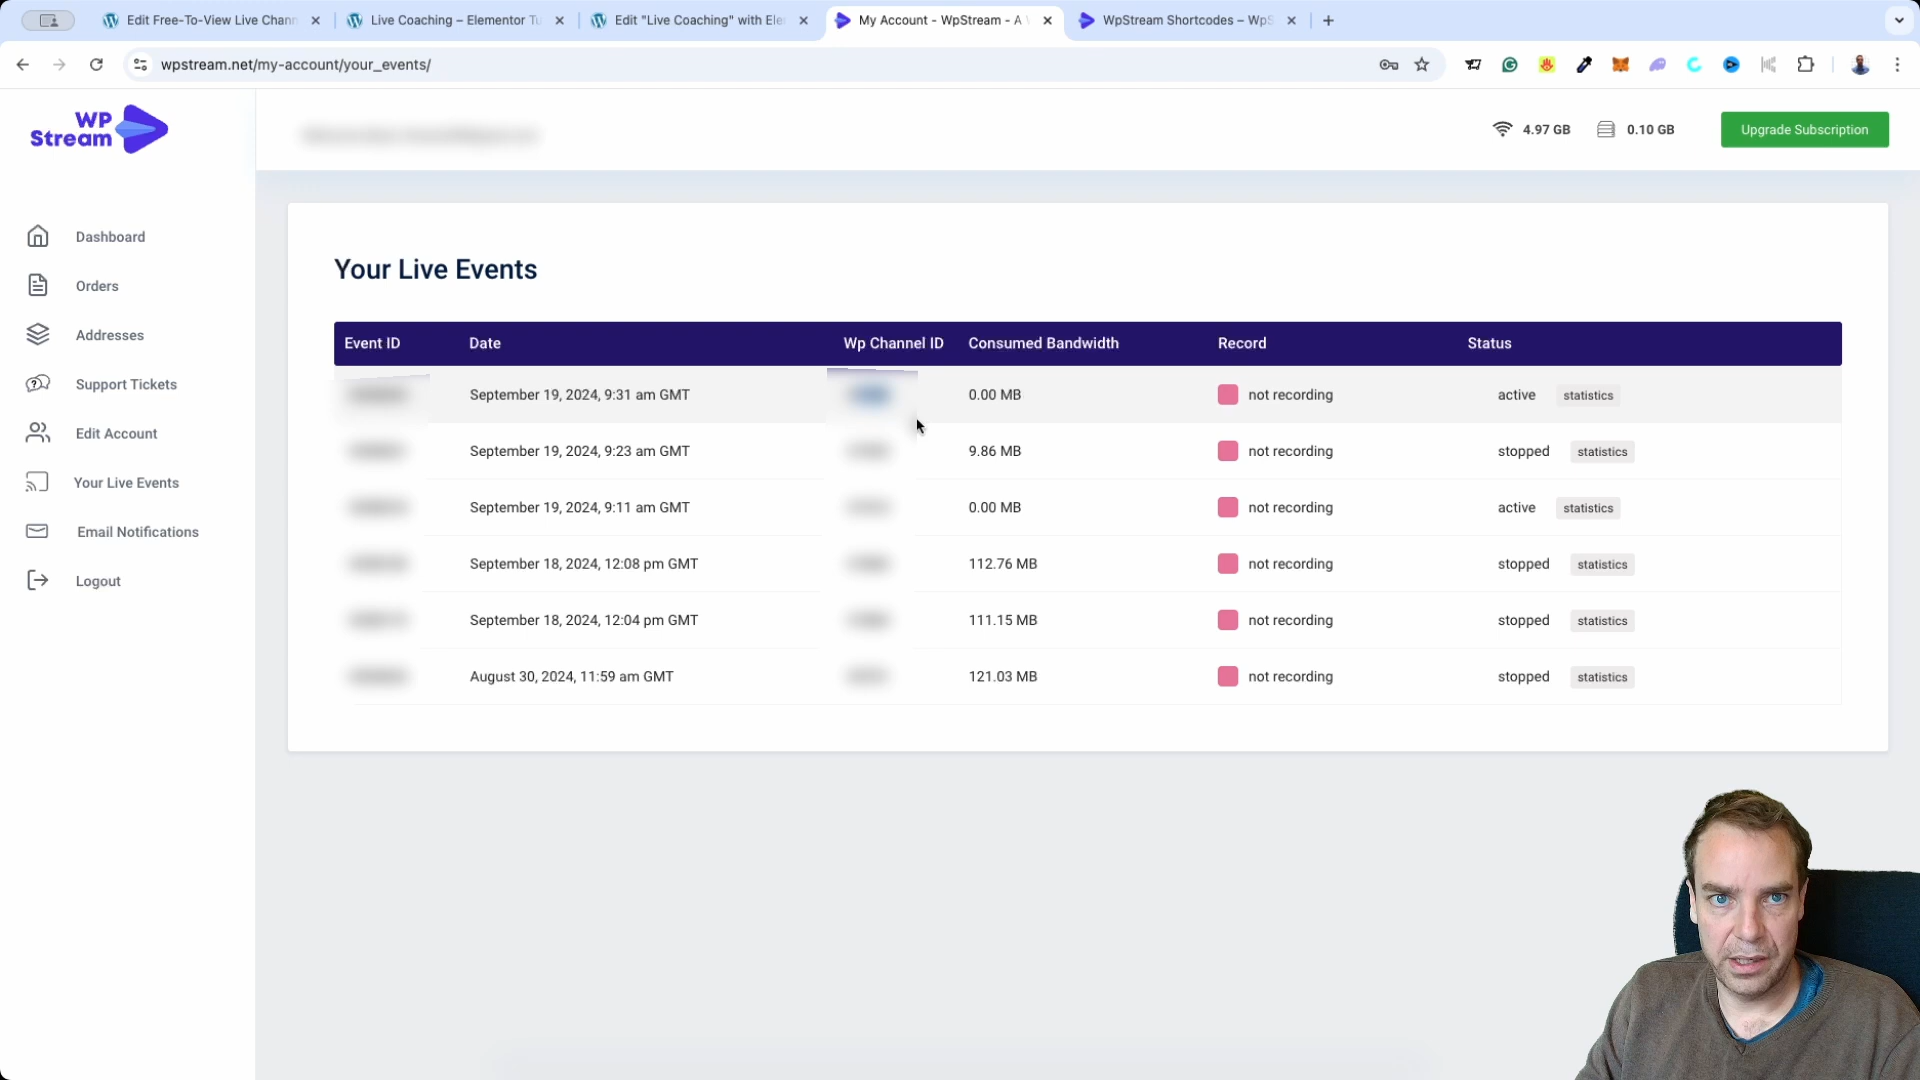 Edit Free-To-View Live Chann
Live Coaching – Elementor Tu
Edit "Live Coaching" with Ele
My Account - WpStream - A
WpStream Shortcodes – WpS
wpstream.net/my-account/your_events/
WP
Stream
4.97 GB
0.10 GB
Upgrade Subscription
Dashboard
Orders
Addresses
Support Tickets
Edit Account
Your Live Events
Email Notifications
Logout
Your Live Events
Event ID Date Wp Channel ID Consumed Bandwidth Record Status
September 19, 2024, 9:31 am GMT 0.00 MB not recording active statistics
September 19, 2024, 9:23 am GMT 9.86 MB not recording stopped statistics
September 19, 2024, 9:11 am GMT 0.00 MB not recording active statistics
September 18, 2024, 12:08 pm GMT 112.76 MB not recording stopped statistics
September 18, 2024, 12:04 pm GMT 111.15 MB not recording stopped statistics
August 30, 2024, 11:59 am GMT 121.03 MB not recording stopped statistics